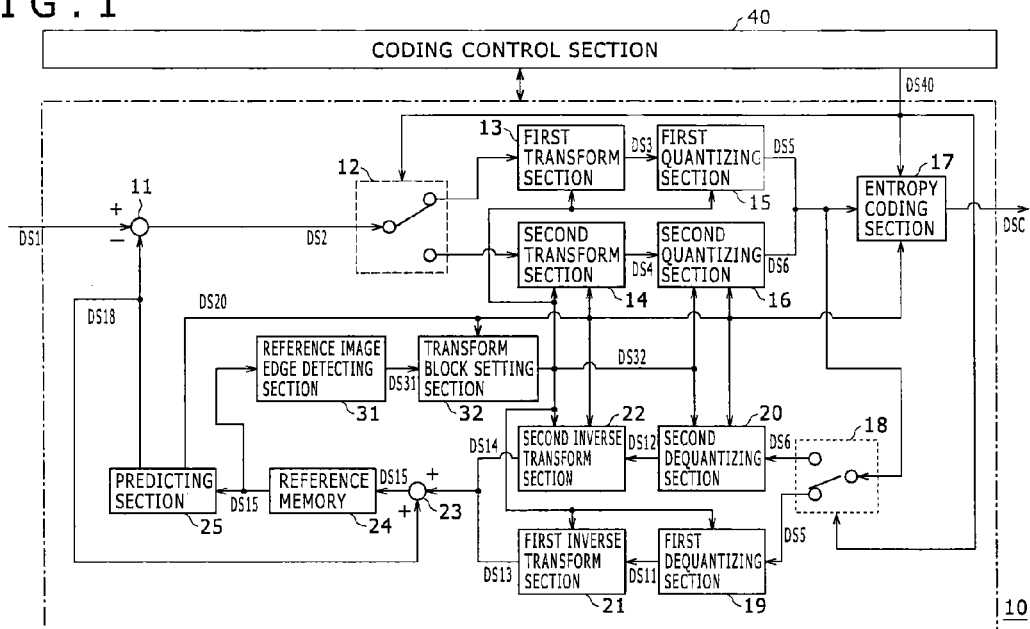 FIG.1
40
CODING CONTROL SECTION
DS40
13
FIRST
TRANSFORM
SECTION
DS3
FIRST
QUANTIZING
SECTION
DS5
15
17
ENTROPY
CODING
SECTION
DSC
12
11
+
−
DS1
DS2
SECOND
TRANSFORM
SECTION
14
DS4
SECOND
QUANTIZING
SECTION
DS6
16
DS18
DS20
REFERENCE IMAGE
EDGE DETECTING
SECTION
31
DS31
TRANSFORM
BLOCK SETTING
SECTION
32
DS32
22
20
18
DS14
SECOND INVERSE
TRANSFORM
SECTION
DS12
SECOND
DEQUANTIZING
SECTION
DS6
PREDICTING
SECTION
25
DS15
REFERENCE
MEMORY
24
DS15
+
+
23
DS5
DS13
FIRST INVERSE
TRANSFORM
SECTION
21
DS11
FIRST
DEQUANTIZING
SECTION
19
10